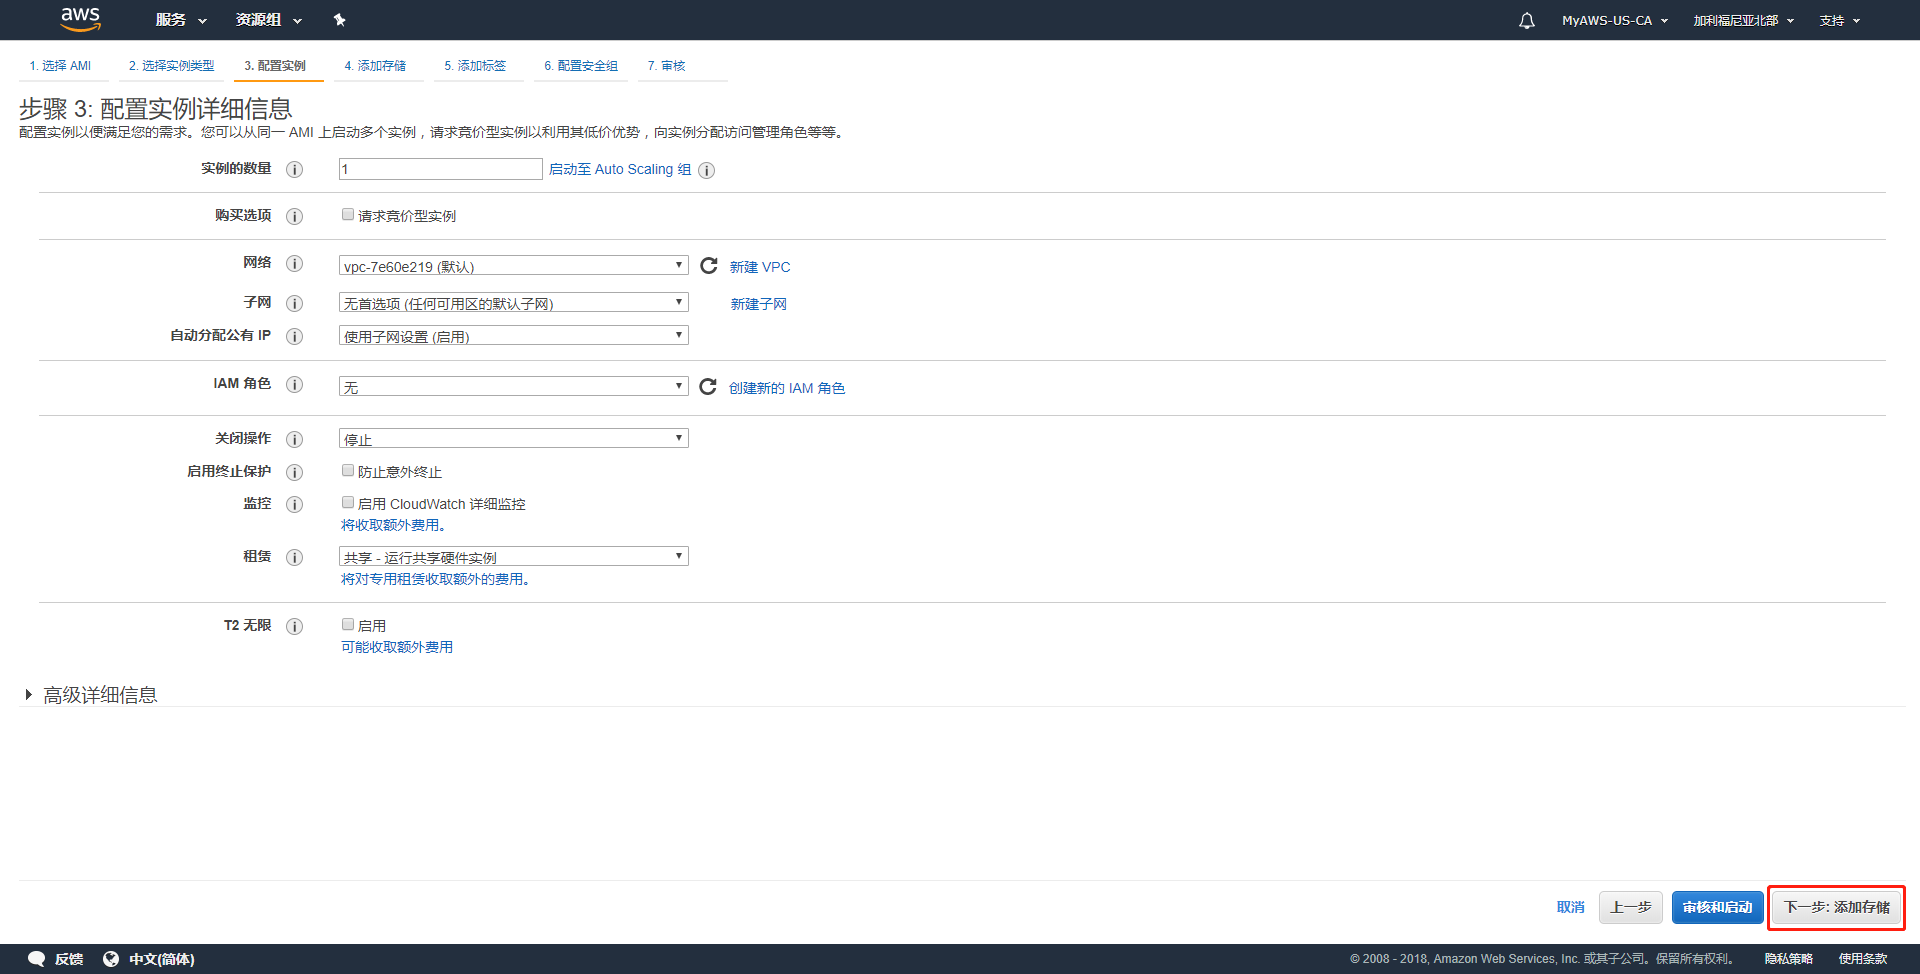 aws 服务 资源组 MyAWS-US-CA 加利福尼亚北部 支持
1. 选择 AMI 2. 选择实例类型 3. 配置实例 4. 添加存储 5. 添加标签 6. 配置安全组 7. 审核
步骤 3: 配置实例详细信息
配置实例以便满足您的需求。您可以从同一 AMI 上启动多个实例，请求竞价型实例以利用其低价优势，向实例分配访问管理角色等等。
实例的数量 i 1 启动至 Auto Scaling 组 i
购买选项 i 请求竞价型实例
网络 i vpc-7e60e219 (默认) 新建 VPC
子网 i 无首选项 (任何可用区的默认子网) 新建子网
自动分配公有 IP i 使用子网设置 (启用)
IAM 角色 i 无 创建新的 IAM 角色
关闭操作 i 停止
启用终止保护 i 防止意外终止
监控 i 启用 CloudWatch 详细监控
将收取额外费用。
租赁 i 共享 - 运行共享硬件实例
将对专用租赁收取额外的费用。
T2 无限 i 启用
可能收取额外费用
高级详细信息
取消 上一步 审核和启动 下一步: 添加存储
反馈 中文(简体) © 2008 - 2018, Amazon Web Services, Inc. 或其子公司。保留所有权利。 隐私策略 使用条款